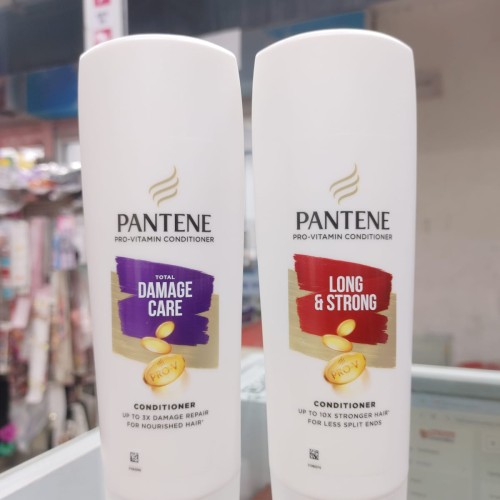 PANTENE
PRO-VITAMIN CONDITIONER
TOTAL
DAMAGE
CARE
PRO-V
CONDITIONER
UP TO 3X DAMAGE REPAIR
FOR NOURISHED HAIR*
PANTENE
PRO-VITAMIN CONDITIONER
LONG
& STRONG
PRO-V
CONDITIONER
UP TO 10X STRONGER HAIR*
FOR LESS SPLIT ENDS